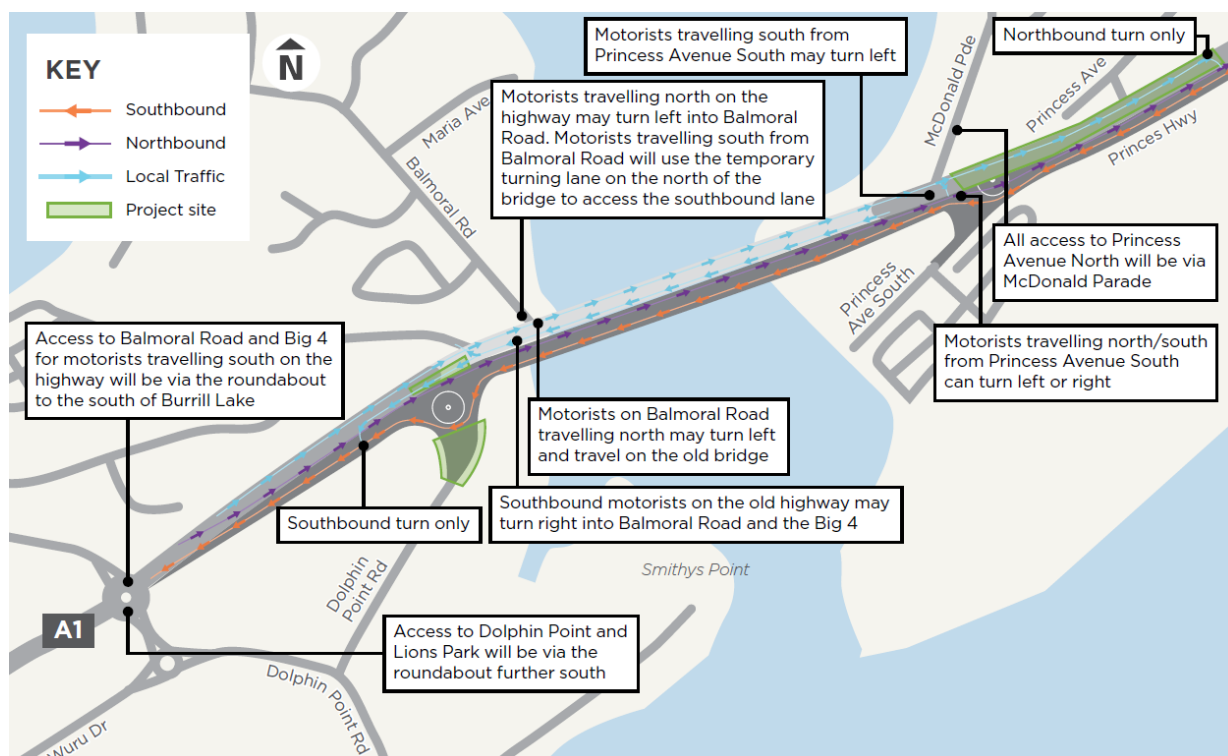 KEY
Southbound
Northbound
Local Traffic
Project site
N
Motorists travelling south from
Princess Avenue South may turn left
Northbound turn only
Motorists travelling north on the
highway may turn left into Balmoral
Road. Motorists travelling south from
Balmoral Road will use the temporary
turning lane on the north of the
bridge to access the southbound lane
McDonald Pde
Princess Ave
Princes Hwy
Maria Ave
Balmoral Rd
All access to Princess
Avenue North will be via
McDonald Parade
Princess
Ave South
Access to Balmoral Road and Big 4
for motorists travelling south on the
highway will be via the roundabout
to the south of Burrill Lake
Motorists travelling north/south
from Princess Avenue South
can turn left or right
Motorists on Balmoral Road
travelling north may turn left
and travel on the old bridge
Southbound turn only
Southbound motorists on the old highway may
turn right into Balmoral Road and the Big 4
Smithys Point
Dolphin
Point Rd
A1
Access to Dolphin Point and
Lions Park will be via the
roundabout further south
Dolphin
Point Rd
Wuru Dr